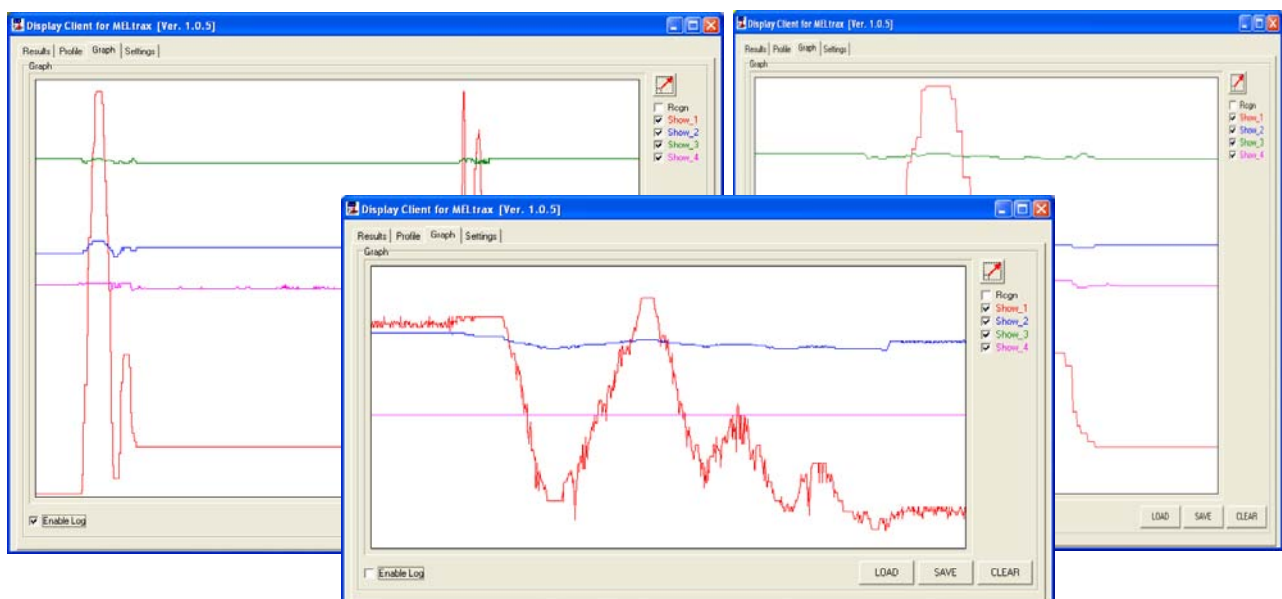 Display Client for MELtrax [Ver. 1.0.5]
Results Profile Graph Settings
Graph
Rcgn
Show_1
Show_2
Show_3
Show_4
Enable Log
Display Client for MELtrax [Ver. 1.0.5]
Results Profile Graph Settings
Graph
Rcgn
Show_1
Show_2
Show_3
Show_4
LOAD SAVE CLEAR
Display Client for MELtrax [Ver. 1.0.5]
Results Profile Graph Settings
Graph
Rcgn
Show_1
Show_2
Show_3
Show_4
Enable Log
LOAD SAVE CLEAR